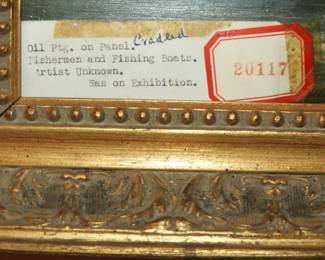 Oil Ptg. on Panel. Cradled
Fishermen and Fishing Boats.
Artist Unknown.
Was on Exhibition.
20117